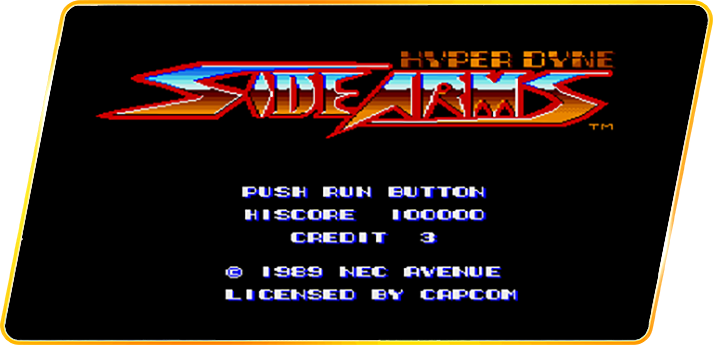 HYPER DYNE
SIDE ARMS
TM
PUSH RUN BUTTON
HISCORE 100000
CREDIT 3
© 1989 NEC AVENUE
LICENSED BY CAPCOM